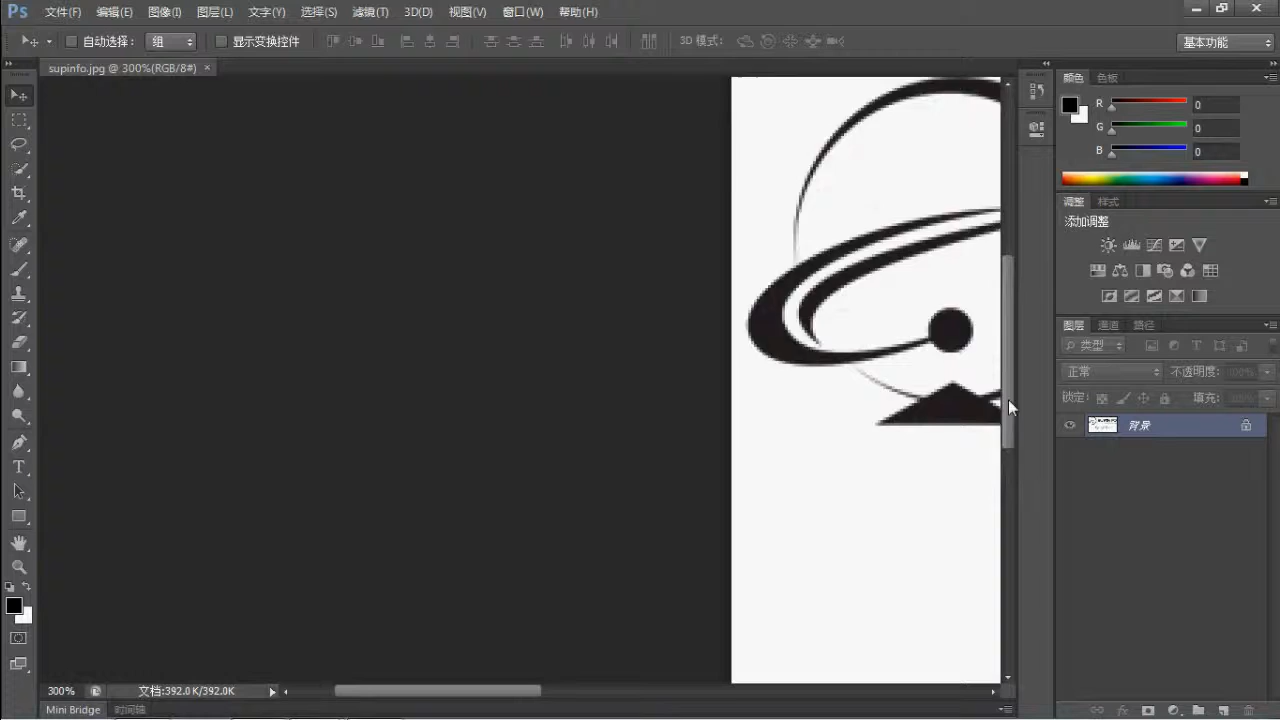 Ps 文件(F) 编辑(E) 图像(I) 图层(L) 文字(Y) 选择(S) 滤镜(T) 3D(D) 视图(V) 窗口(W) 帮助(H)
自动选择： 组 显示变换控件 3D 模式： 基本功能
supinfo.jpg @ 300%(RGB/8#) ×
颜色 色板
R 0
G 0
B 0
调整 样式
添加调整
图层 通道 路径
类型
正常 不透明度： 100%
锁定： 填充： 100%
背景
T
300% 文档:392.0K/392.0K
Mini Bridge 时间轴